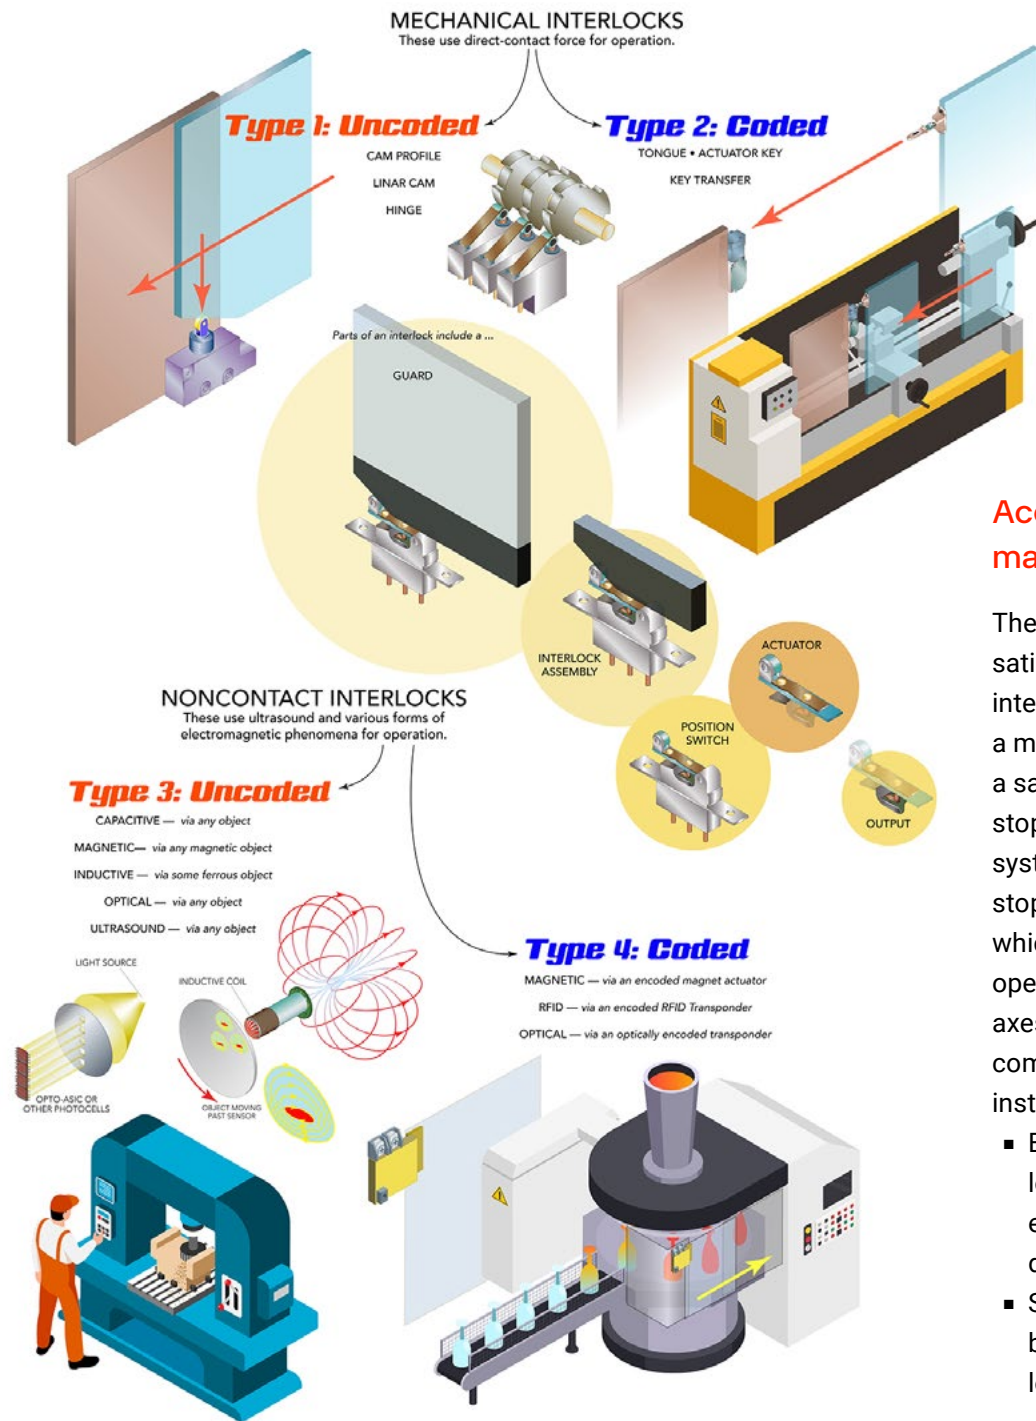 MECHANICAL INTERLOCKS
These use direct-contact force for operation.
Type 1: Uncoded
CAM PROFILE
LINAR CAM
HINGE
Type 2: Coded
TONGUE • ACTUATOR KEY
KEY TRANSFER
Parts of an interlock include a ...
GUARD
INTERLOCK
ASSEMBLY
ACTUATOR
POSITION
SWITCH
OUTPUT
NONCONTACT INTERLOCKS
These use ultrasound and various forms of
electromagnetic phenomena for operation.
Type 3: Uncoded
CAPACITIVE — via any object
MAGNETIC— via any magnetic object
INDUCTIVE — via some ferrous object
OPTICAL — via any object
ULTRASOUND — via any object
LIGHT SOURCE
INDUCTIVE COIL
OPTO-ASIC OR
OTHER PHOTOCELLS
OBJECT MOVING
PAST SENSOR
Type 4: Coded
MAGNETIC — via an encoded magnet actuator
RFID — via an encoded RFID Transponder
OPTICAL — via an optically encoded transponder
Acc
ma
The
sati
inte
a m
a sa
stop
syst
stop
whic
ope
axes
com
inst
■ E
l
e
■ S
b
l